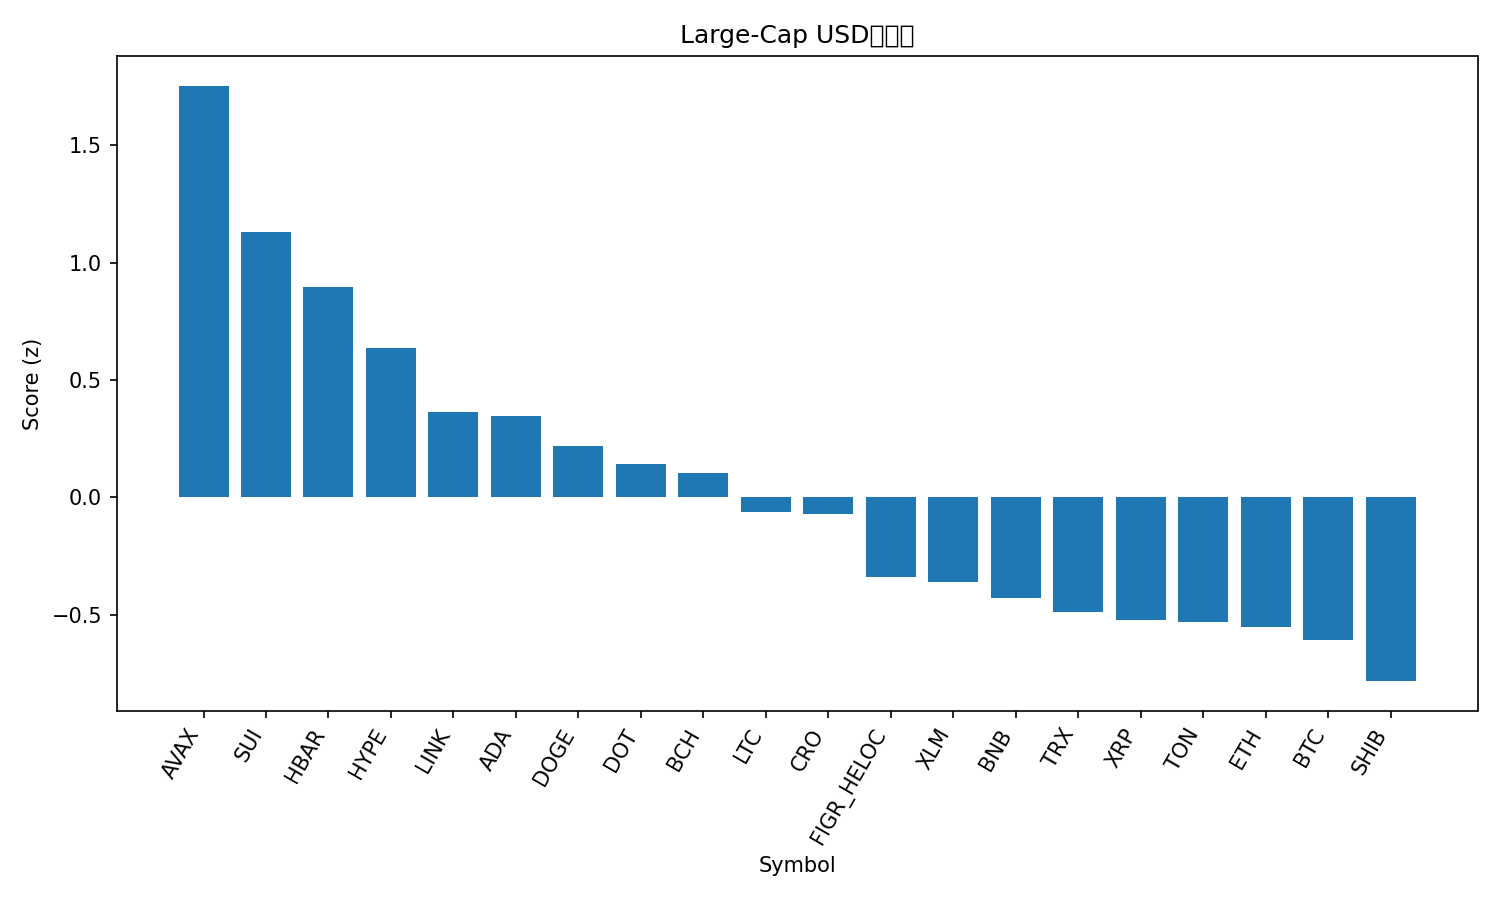 Large-Cap USD
1.5
1.0
0.5
0.0
−0.5
Score (z)
AVAX
SUI
HBAR
HYPE
LINK
ADA
DOGE
DOT
BCH
LTC
CRO
FIGR_HELOC
XLM
BNB
TRX
XRP
TON
ETH
BTC
SHIB
Symbol